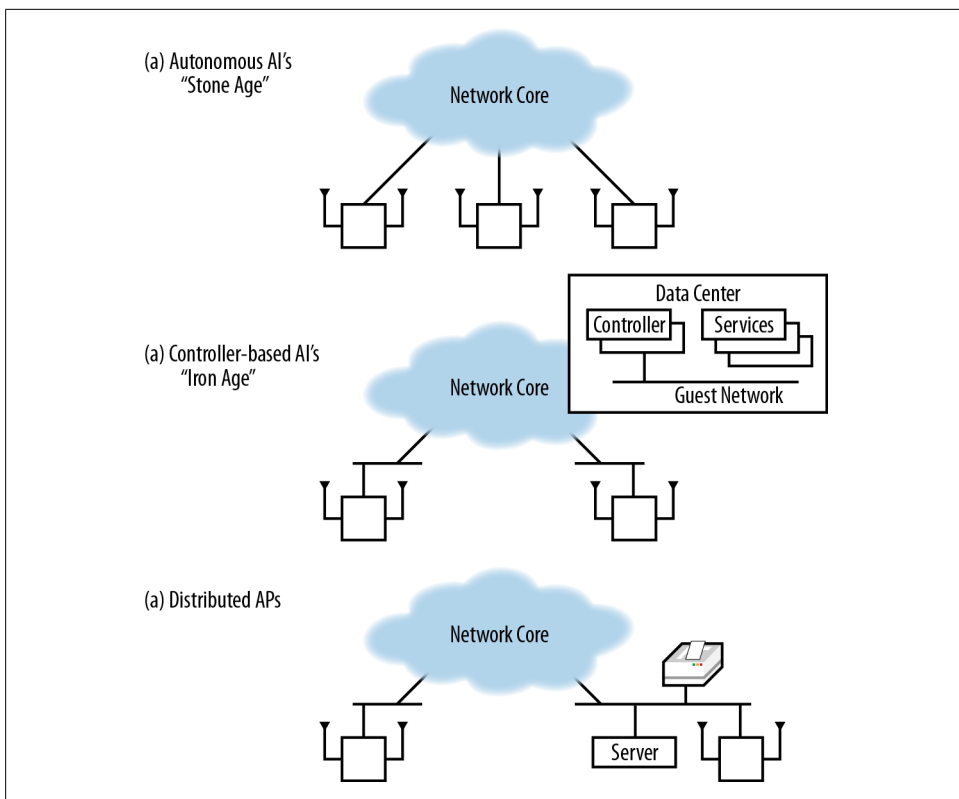 (a) Autonomous AI's
“Stone Age”
Network Core
(a) Controller-based AI's
“Iron Age”
Network Core
Data Center
Controller
Services
Guest Network
(a) Distributed APs
Network Core
Server